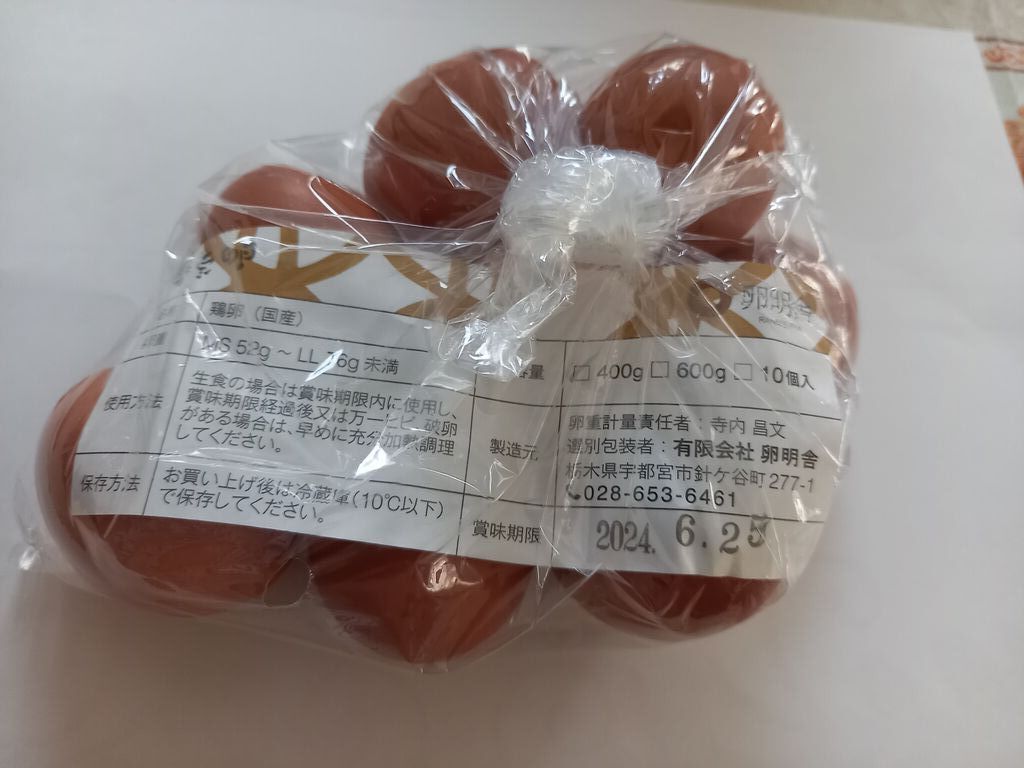 卵
卵明舎
鶏卵（国産）
MS 52g ～ LL 76g 未満
使用方法
生食の場合は賞味期限内に使用し、
賞味期限経過後又は万一ヒビ、破卵
がある場合は、早めに充分加熱調理
してください。
保存方法
お買い上げ後は冷蔵庫(10℃以下)
で保存してください。
容量
☑ 400g ☐ 600g ☐ 10個入
製造元
卵重計量責任者：寺内 昌文
選別包装者：有限会社 卵明舎
栃木県宇都宮市針ケ谷町277-1
📞028-653-6461
賞味期限
2024. 6.25